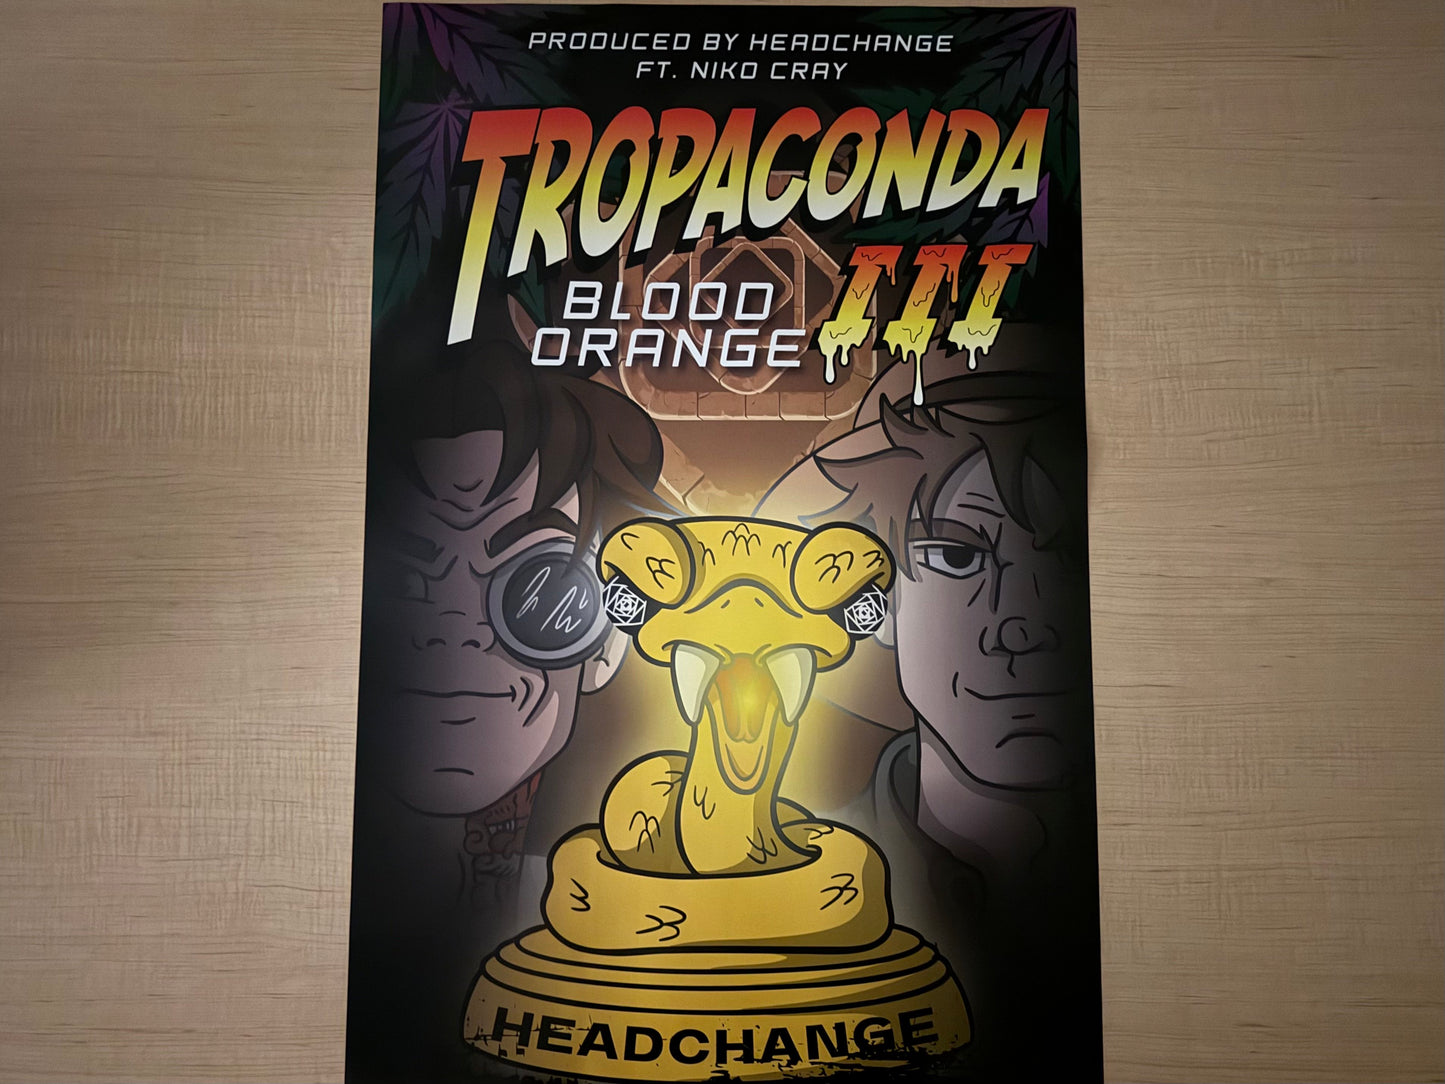 PRODUCED BY HEADCHANGE
FT. NIKO CRAY
TROPACONDA
III
BLOOD
ORANGE
HEADCHANGE